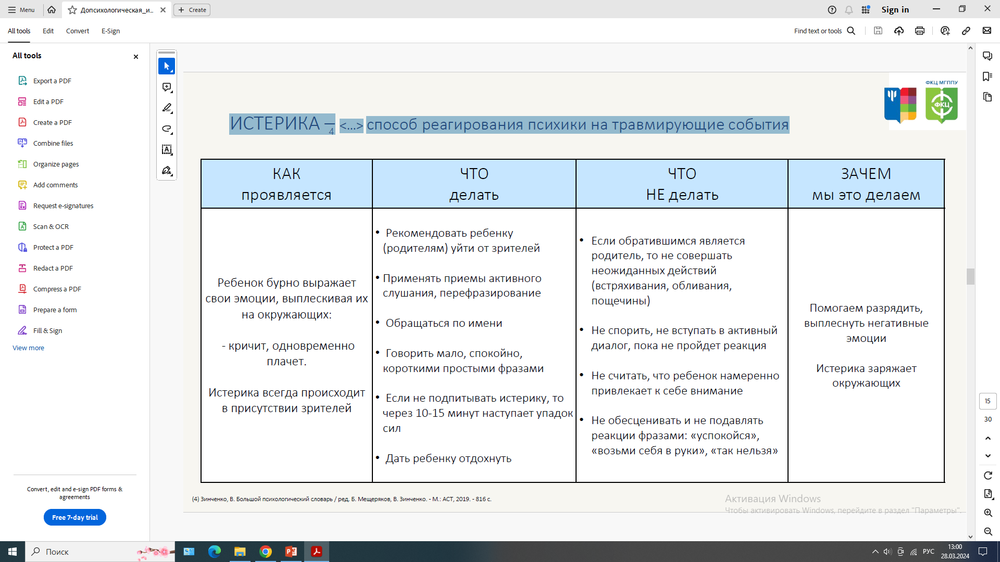 Menu
Допсихологическая_и...
Create
Sign in
All tools
Edit
Convert
E-Sign
Find text or tools
All tools
Export a PDF
Edit a PDF
Create a PDF
Combine files
Organize pages
Add comments
Request e-signatures
Scan & OCR
Protect a PDF
Redact a PDF
Compress a PDF
Prepare a form
Fill & Sign
View more
Convert, edit and e-sign PDF forms &
agreements
Free 7-day trial
ФКЦ МГППУ
ФКЦ
ИСТЕРИКА –4 <...> способ реагирования психики на травмирующие события
КАК
проявляется
ЧТО
делать
ЧТО
НЕ делать
ЗАЧЕМ
мы это делаем
Ребенок бурно выражает
свои эмоции, выплескивая их
на окружающих:
- кричит, одновременно
плачет.
Истерика всегда происходит
в присутствии зрителей
• Рекомендовать ребенку
(родителям) уйти от зрителей
• Применять приемы активного
слушания, перефразирование
• Обращаться по имени
• Говорить мало, спокойно,
короткими простыми фразами
• Если не подпитывать истерику, то
через 10-15 минут наступает упадок
сил
• Дать ребенку отдохнуть
• Если обратившимся является
родитель, то не совершать
неожиданных действий
(встряхивания, обливания,
пощечины)
• Не спорить, не вступать в активный
диалог, пока не пройдет реакция
• Не считать, что ребенок намеренно
привлекает к себе внимание
• Не обесценивать и не подавлять
реакции фразами: «успокойся»,
«возьми себя в руки», «так нельзя»
Помогаем разрядить,
выплеснуть негативные
эмоции
Истерика заряжает
окружающих
(4) Зинченко, В. Большой психологический словарь / ред. Б. Мещеряков, В. Зинченко. - М.: АСТ, 2019. - 816 с.
Активация Windows
Чтобы активировать Windows, перейдите в раздел "Параметры".
15
30
Поиск
РУС
13:00
28.03.2024